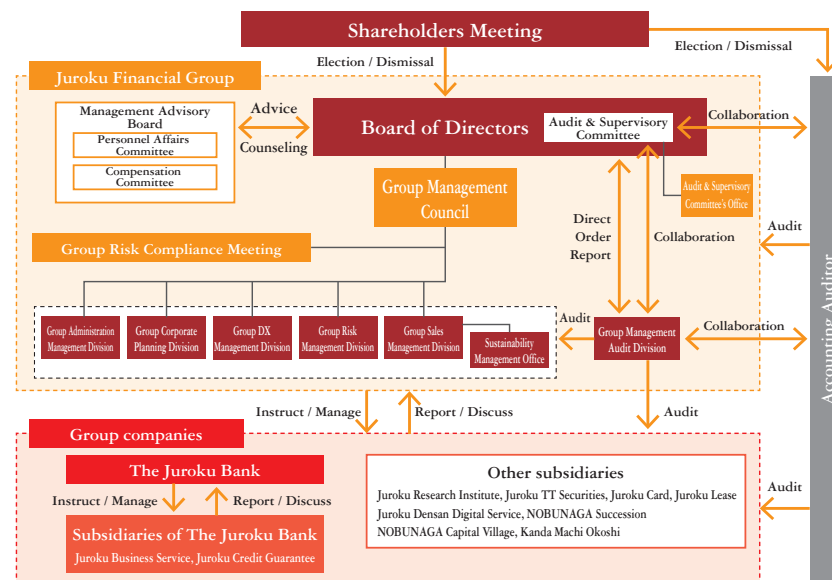 Shareholders Meeting
Election / Dismissal
Election / Dismissal
Juroku Financial Group
Management Advisory
Board
Personnel Affairs
Committee
Compensation
Committee
Advice
Counseling
Board of Directors
Audit & Supervisory
Committee
Collaboration
Group Management
Council
Audit & Supervisory
Committee's Office
Direct
Order
Report
Collaboration
Audit
Group Risk Compliance Meeting
Group Administration
Management Division
Group Corporate
Planning Division
Group DX
Management Division
Group Risk
Management Division
Group Sales
Management Division
Sustainability
Management Office
Audit
Group Management
Audit Division
Collaboration
Accounting Auditor
Instruct / Manage
Report / Discuss
Audit
Group companies
The Juroku Bank
Instruct / Manage
Report / Discuss
Subsidiaries of The Juroku Bank
Juroku Business Service, Juroku Credit Guarantee
Other subsidiaries
Juroku Research Institute, Juroku TT Securities, Juroku Card, Juroku Lease
Juroku Densan Digital Service, NOBUNAGA Succession
NOBUNAGA Capital Village, Kanda Machi Okoshi
Audit